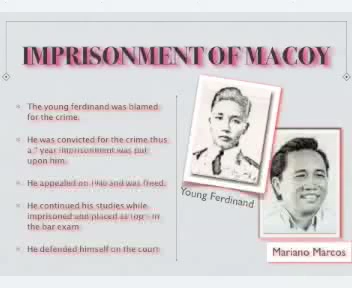 IMPRISONMENT OF MACOY
The young ferdinand was blamed
for the crime.
He was convicted for the crime thus
a 7 year imprisonment was put
upon him.
He appealed on 1940 and was freed.
He continued his studies while
imprisoned and placed as in
the bar exam
He defended himself on the court
Young Ferdinand
Mariano Marcos